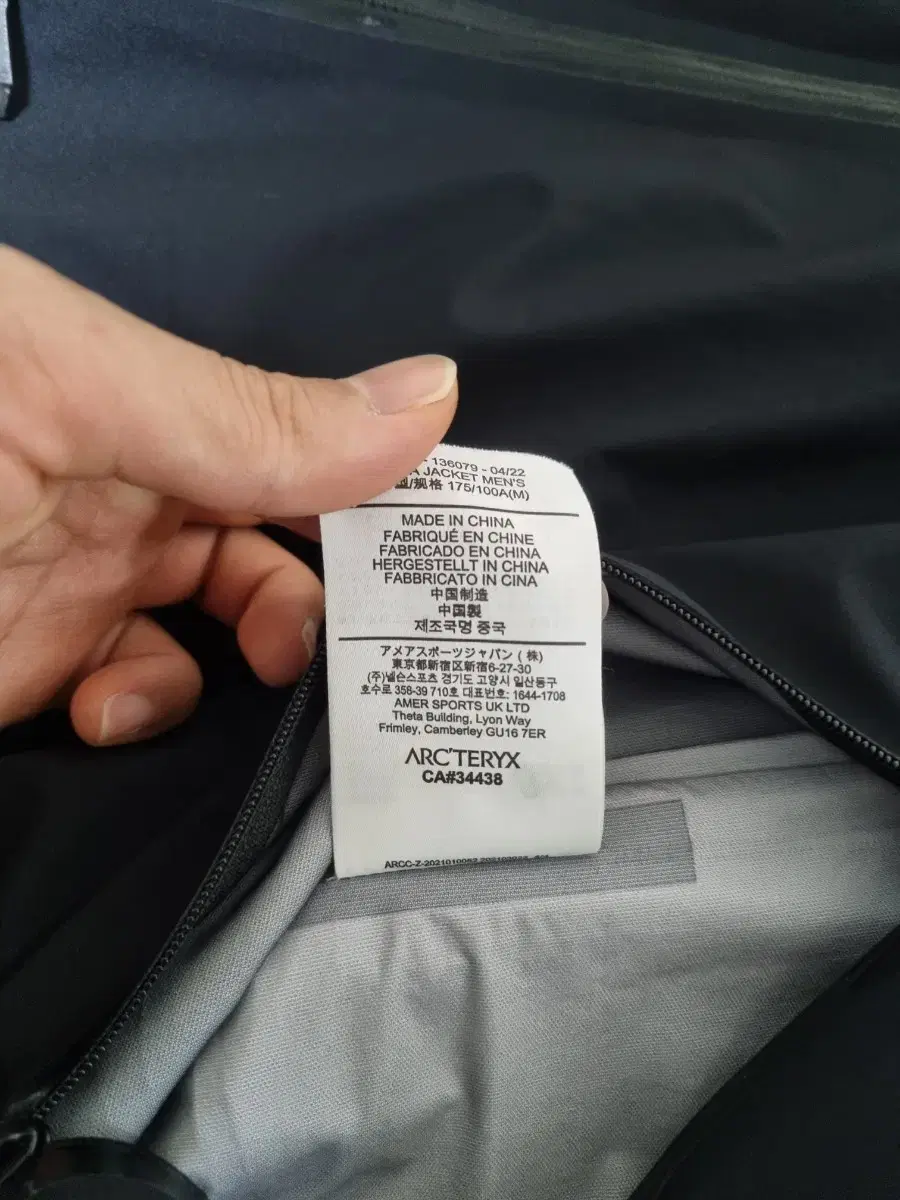 136079 - 04/22
JACKET MEN'S
/规格 175/100A(M)
MADE IN CHINA
FABRIQUÉ EN CHINE
FABRICADO EN CHINA
HERGESTELLT IN CHINA
FABBRICATO IN CINA
中国制造
中国製
제조국명 중국
アメアスポーツジャパン (株)
東京都新宿区新宿6-27-30
(주)넬슨스포츠 경기도 고양시 일산동구
호수로 358-39 710호 대표번호: 1644-1708
AMER SPORTS UK LTD
Theta Building, Lyon Way
Frimley, Camberley GU16 7ER
ARC'TERYX
CA#34438